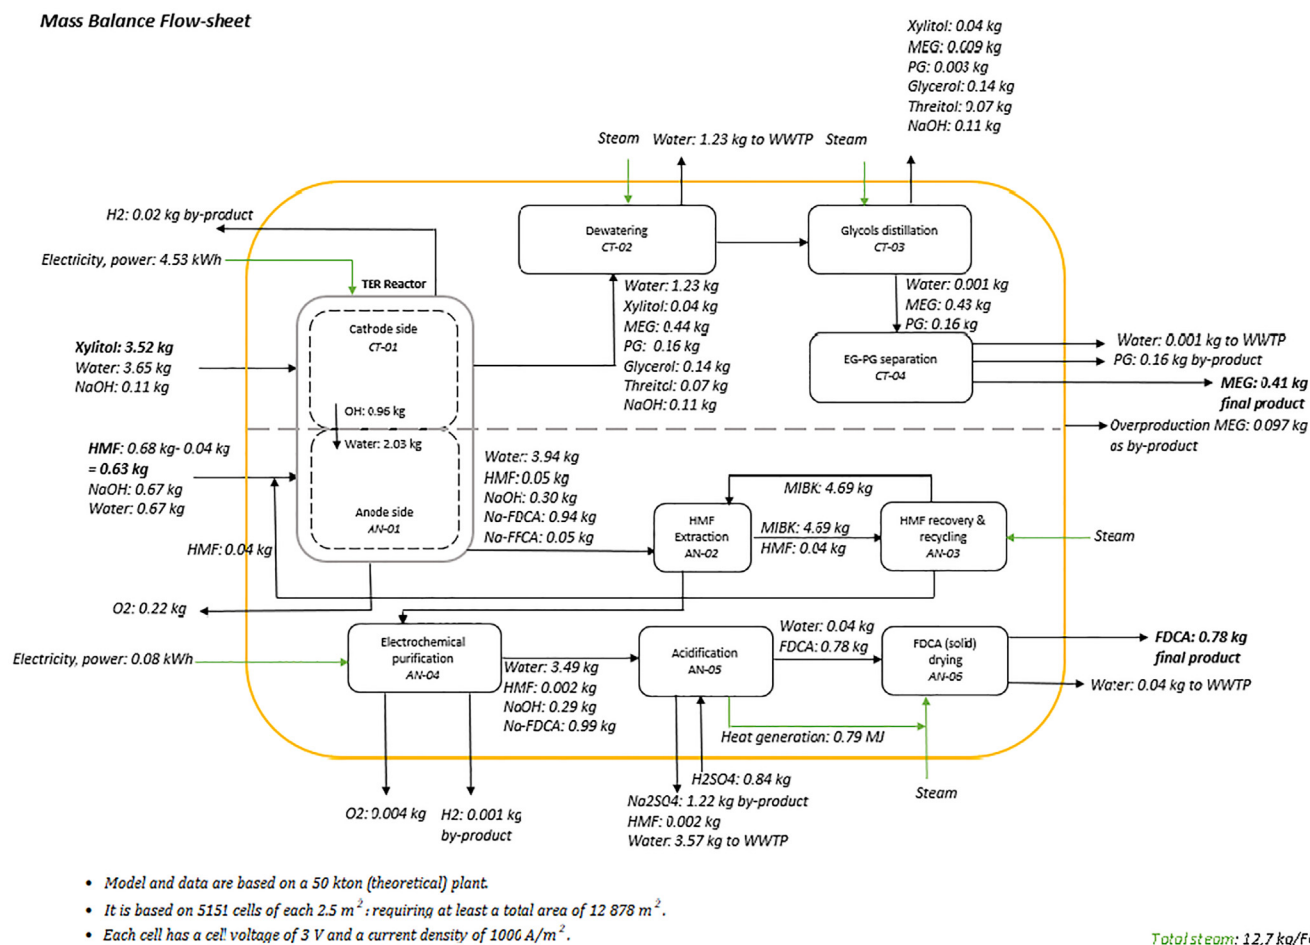 Mass Balance Flow-sheet
Xylitol: 0.04 kg
MEG: 0.009 kg
PG: 0.003 kg
Glycerol: 0.14 kg
Threitol: 0.07 kg
NaOH: 0.11 kg
Steam
Water: 1.23 kg to WWTP
Steam
H2: 0.02 kg by-product
Electricity, power: 4.53 kWh
TER Reactor
Dewatering
CT-02
Glycols distillation
CT-03
Cathode side
CT-01
Xylitol: 3.52 kg
Water: 3.65 kg
NaOH: 0.11 kg
Water: 1.23 kg
Xylitol: 0.04 kg
MEG: 0.44 kg
PG: 0.16 kg
Glycerol: 0.14 kg
Threitol: 0.07 kg
NaOH: 0.11 kg
Water: 0.001 kg
MEG: 0.43 kg
PG: 0.16 kg
EG-PG separation
CT-04
Water: 0.001 kg to WWTP
PG: 0.16 kg by-product
MEG: 0.41 kg
final product
Overproduction MEG: 0.097 kg
as by-product
OH: 0.96 kg
Water: 2.03 kg
HMF: 0.68 kg- 0.04 kg
= 0.63 kg
NaOH: 0.67 kg
Water: 0.67 kg
Anode side
AN-01
HMF: 0.04 kg
Water: 3.94 kg
HMF: 0.05 kg
NaOH: 0.30 kg
Na-FDCA: 0.94 kg
Na-FFCA: 0.05 kg
MIBK: 4.69 kg
HMF
Extraction
AN-02
MIBK: 4.69 kg
HMF: 0.04 kg
HMF recovery &
recycling
AN-03
Steam
O2: 0.22 kg
Electricity, power: 0.08 kWh
Electrochemical
purification
AN-04
Water: 3.49 kg
HMF: 0.002 kg
NaOH: 0.29 kg
Na-FDCA: 0.99 kg
Acidification
AN-05
Water: 0.04 kg
FDCA: 0.78 kg
FDCA (solid)
drying
AN-06
FDCA: 0.78 kg
final product
Water: 0.04 kg to WWTP
Heat generation: 0.79 MJ
O2: 0.004 kg
H2: 0.001 kg
by-product
H2SO4: 0.84 kg
Na2SO4: 1.22 kg by-product
HMF: 0.002 kg
Water: 3.57 kg to WWTP
Steam
• Model and data are based on a 50 kton (theoretical) plant.
• It is based on 5151 cells of each 2.5 m² : requiring at least a total area of 12 878 m².
• Each cell has a cell voltage of 3 V and a current density of 1000 A/m².
Total steam: 12.7 kg/F